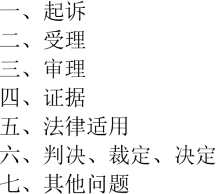 一、起诉
二、受理
三、审理
四、证据
五、法律适用
六、判决、裁定、决定
七、其他问题